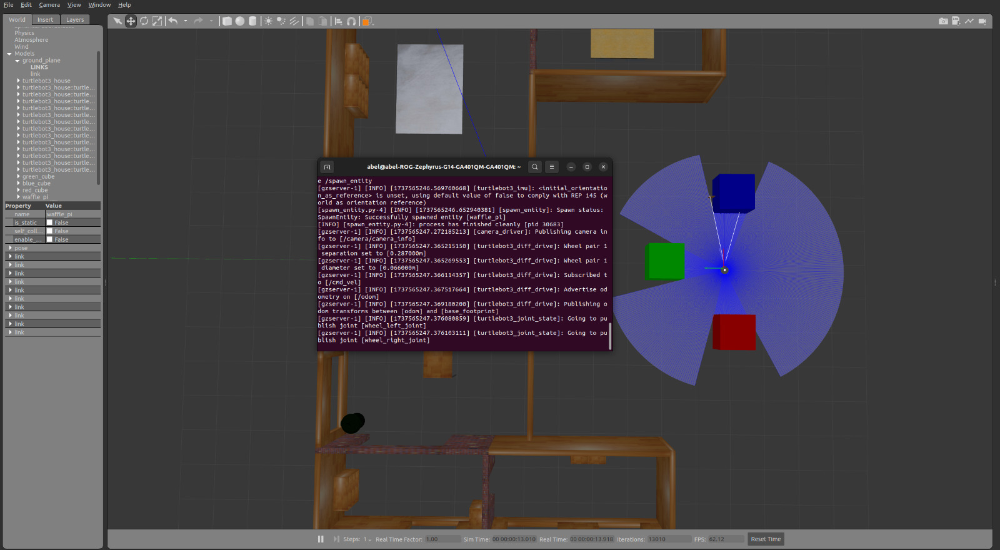 File Edit Camera View Window Help
World Insert Layers
Physics
Atmosphere
Wind
Models
ground_plane
LINKS
link
turtlebot3_house
turtlebot3_house::turtle...
turtlebot3_house::turtle...
turtlebot3_house::turtle...
turtlebot3_house::turtle...
turtlebot3_house::turtle...
turtlebot3_house::turtle...
turtlebot3_house::turtle...
turtlebot3_house::turtle...
turtlebot3_house::turtle...
turtlebot3_house::turtle...
turtlebot3_house::turtle...
turtlebot3_house::turtle...
turtlebot3_house::turtle...
green_cube
blue_cube
red_cube
waffle_pi
Property Value
name waffle_pi
is_static False
self_coll... False
enable_... False
pose
link
link
link
link
link
link
link
link
link
link
abel@abel-ROG-Zephyrus-G14-GA401QM-GA401QM: ~
e /spawn_entity
[gzserver-1] [INFO] [1737565246.569760668] [turtlebot3_imu]: <initial_orientatio
n_as_reference> is unset, using default value of false to comply with REP 145 (w
orld as orientation reference)
[spawn_entity.py-4] [INFO] [1737565246.652940381] [spawn_entity]: Spawn status:
SpawnEntity: Successfully spawned entity [waffle_pi]
[INFO] [spawn_entity.py-4]: process has finished cleanly [pid 30683]
[gzserver-1] [INFO] [1737565247.272185213] [camera_driver]: Publishing camera in
fo to [/camera/camera_info]
[gzserver-1] [INFO] [1737565247.365215150] [turtlebot3_diff_drive]: Wheel pair 1
separation set to [0.287000m]
[gzserver-1] [INFO] [1737565247.365269553] [turtlebot3_diff_drive]: Wheel pair 1
diameter set to [0.066000m]
[gzserver-1] [INFO] [1737565247.366114357] [turtlebot3_diff_drive]: Subscribed t
o [/cmd_vel]
[gzserver-1] [INFO] [1737565247.367517664] [turtlebot3_diff_drive]: Advertise od
ometry on [/odom]
[gzserver-1] [INFO] [1737565247.369180200] [turtlebot3_diff_drive]: Publishing o
dom transforms between [odom] and [base_footprint]
[gzserver-1] [INFO] [1737565247.376080859] [turtlebot3_joint_state]: Going to pu
blish joint [wheel_left_joint]
[gzserver-1] [INFO] [1737565247.376103111] [turtlebot3_joint_state]: Going to pu
blish joint [wheel_right_joint]
Steps: 1 Real Time Factor: 1.00 Sim Time: 00 00:00:13.010 Real Time: 00 00:00:13.918 Iterations: 13010 FPS: 62.12 Reset Time